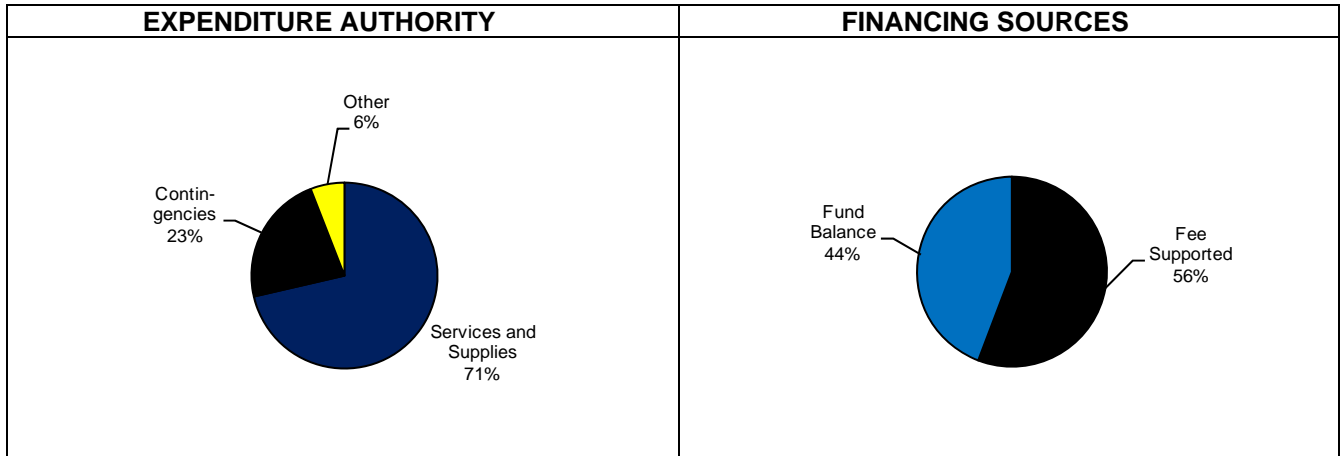 EXPENDITURE AUTHORITY
Other
6%
Contin-
gencies
23%
Services and
Supplies
71%
FINANCING SOURCES
Fund
Balance
44%
Fee
Supported
56%